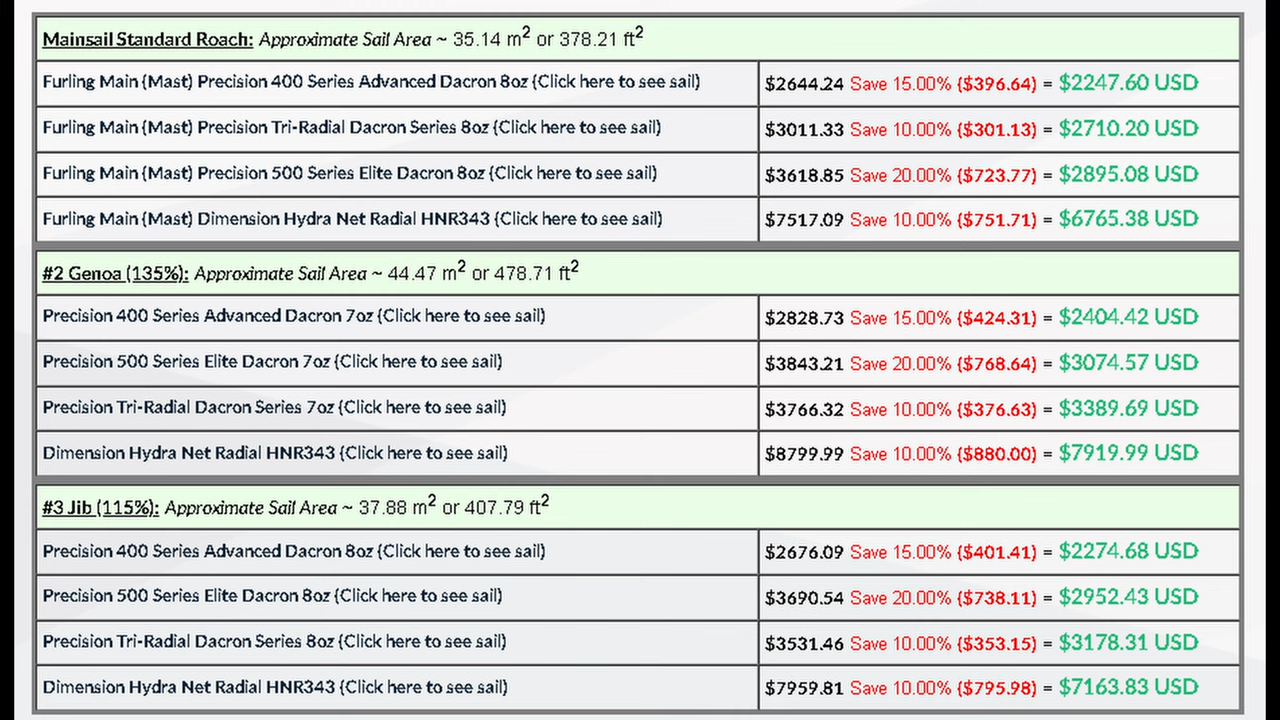 Mainsail Standard Roach: Approximate Sail Area ~ 35.14 m² or 378.21 ft²
Furling Main (Mast) Precision 400 Series Advanced Dacron 8oz (Click here to see sail) $2644.24 Save 15.00% ($396.64) = $2247.60 USD
Furling Main (Mast) Precision Tri-Radial Dacron Series 8oz (Click here to see sail) $3011.33 Save 10.00% ($301.13) = $2710.20 USD
Furling Main (Mast) Precision 500 Series Elite Dacron 8oz (Click here to see sail) $3618.85 Save 20.00% ($723.77) = $2895.08 USD
Furling Main (Mast) Dimension Hydra Net Radial HNR343 (Click here to see sail) $7517.09 Save 10.00% ($751.71) = $6765.38 USD
#2 Genoa (135%): Approximate Sail Area ~ 44.47 m² or 478.71 ft²
Precision 400 Series Advanced Dacron 7oz (Click here to see sail) $2828.73 Save 15.00% ($424.31) = $2404.42 USD
Precision 500 Series Elite Dacron 7oz (Click here to see sail) $3843.21 Save 20.00% ($768.64) = $3074.57 USD
Precision Tri-Radial Dacron Series 7oz (Click here to see sail) $3766.32 Save 10.00% ($376.63) = $3389.69 USD
Dimension Hydra Net Radial HNR343 (Click here to see sail) $8799.99 Save 10.00% ($880.00) = $7919.99 USD
#3 Jib (115%): Approximate Sail Area ~ 37.88 m² or 407.79 ft²
Precision 400 Series Advanced Dacron 8oz (Click here to see sail) $2676.09 Save 15.00% ($401.41) = $2274.68 USD
Precision 500 Series Elite Dacron 8oz (Click here to see sail) $3690.54 Save 20.00% ($738.11) = $2952.43 USD
Precision Tri-Radial Dacron Series 8oz (Click here to see sail) $3531.46 Save 10.00% ($353.15) = $3178.31 USD
Dimension Hydra Net Radial HNR343 (Click here to see sail) $7959.81 Save 10.00% ($795.98) = $7163.83 USD